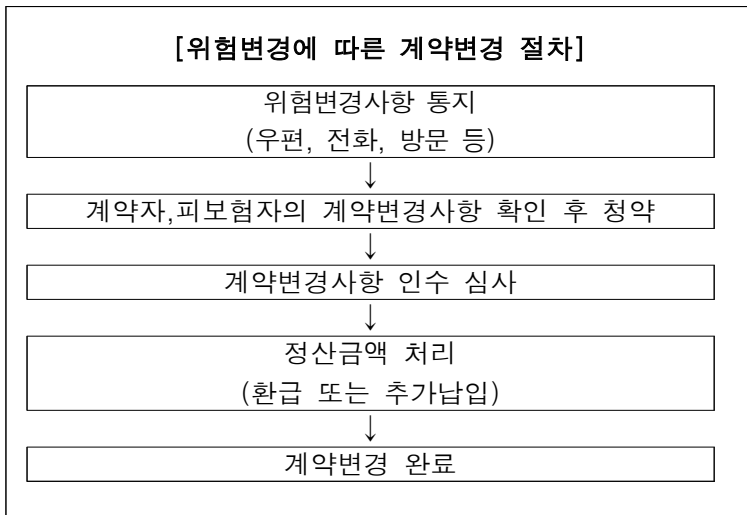 [위험변경에 따른 계약변경 절차]
위험변경사항 통지
(우편, 전화, 방문 등)
↓
계약자,피보험자의 계약변경사항 확인 후 청약
↓
계약변경사항 인수 심사
↓
정산금액 처리
(환급 또는 추가납입)
↓
계약변경 완료